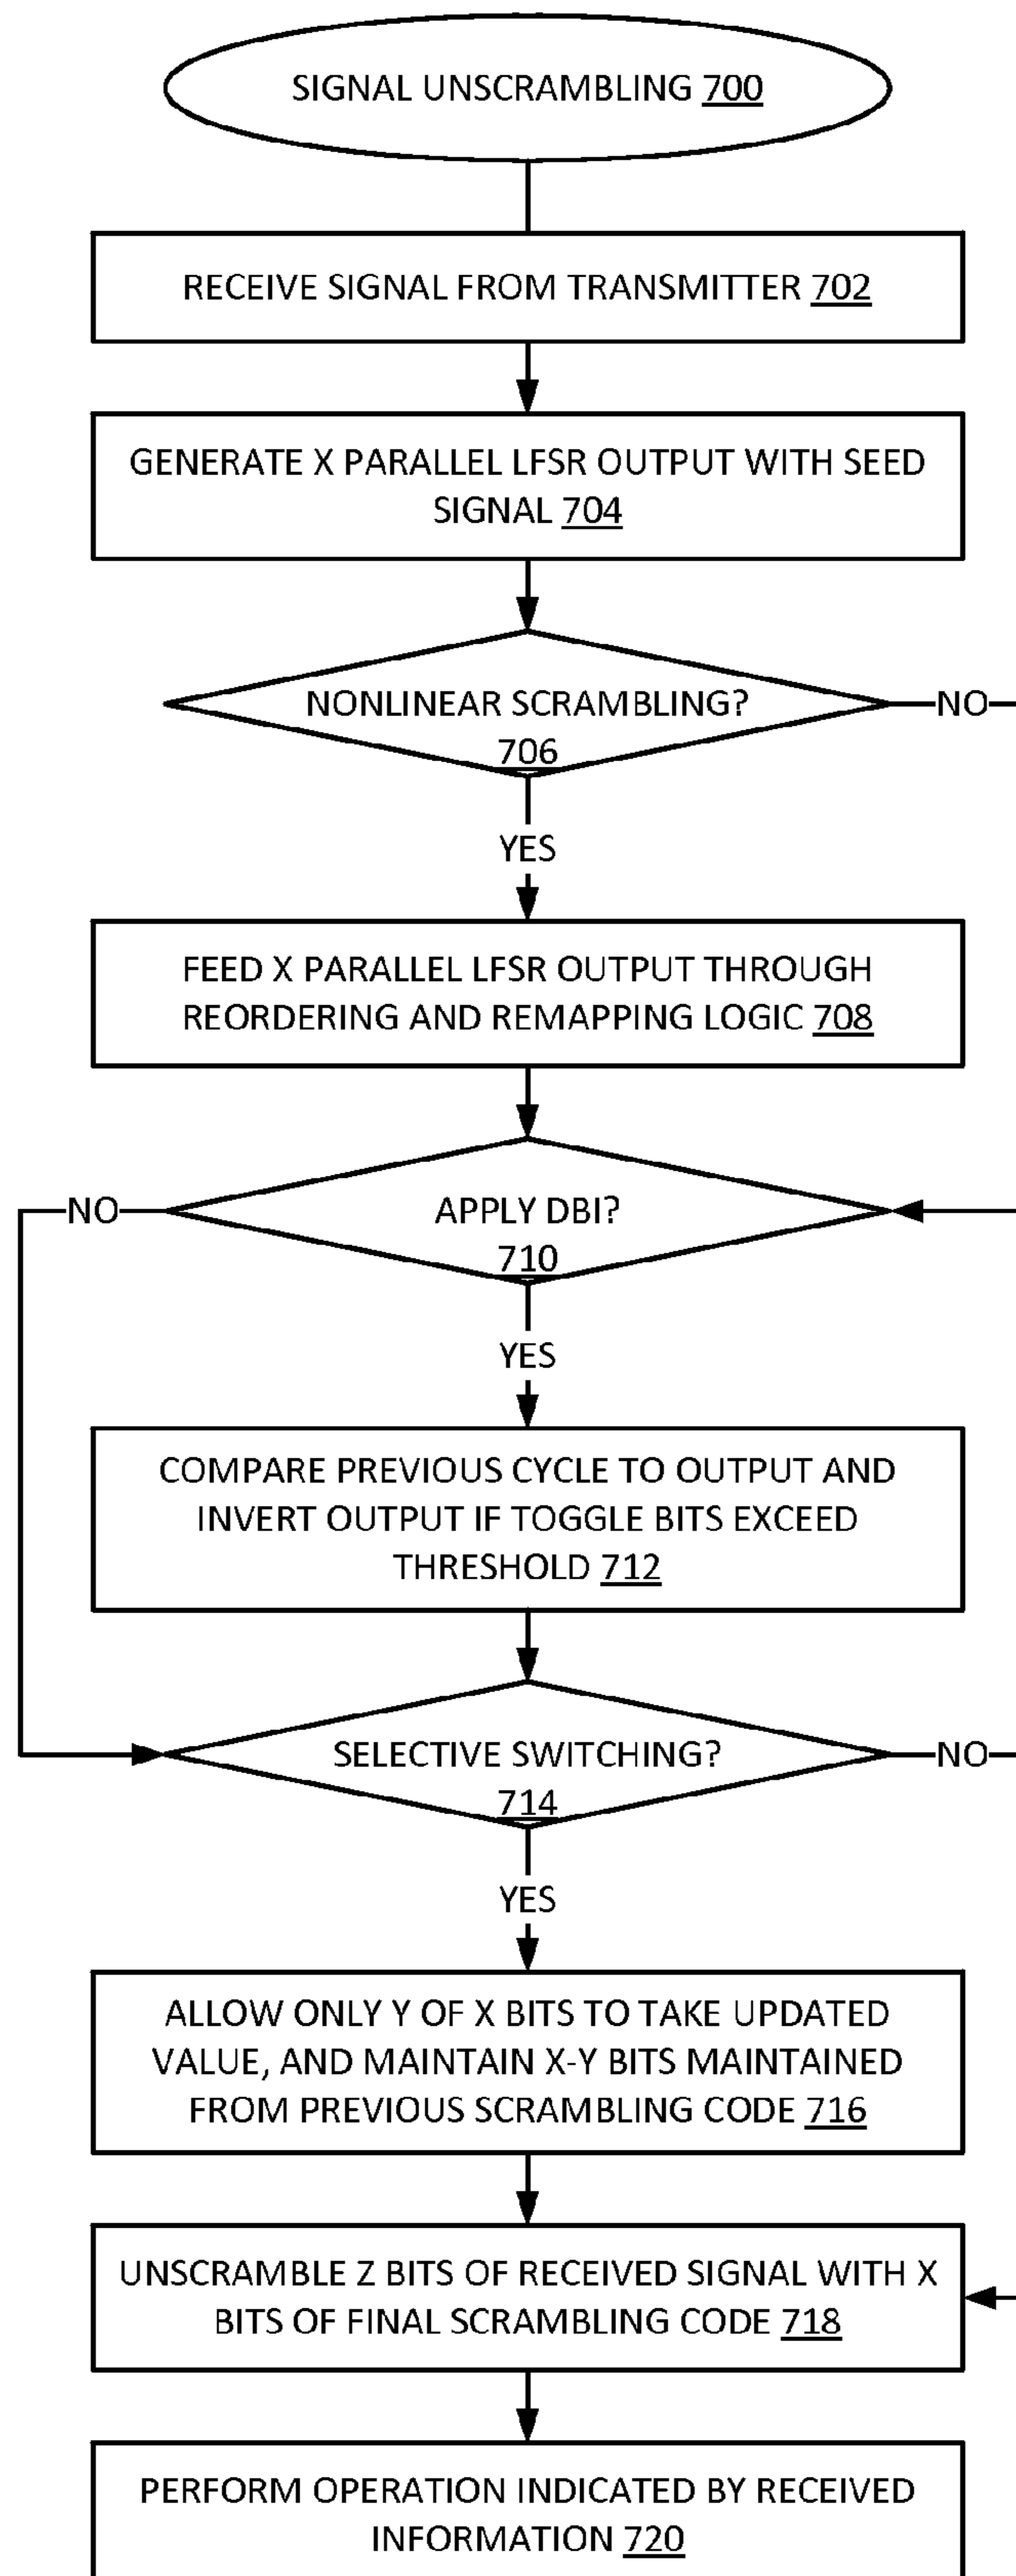 SIGNAL UNSCRAMBLING 700
RECEIVE SIGNAL FROM TRANSMITTER 702
GENERATE X PARALLEL LFSR OUTPUT WITH SEED
SIGNAL 704
NONLINEAR SCRAMBLING?
NO
706
YES
FEED X PARALLEL LFSR OUTPUT THROUGH
REORDERING AND REMAPPING LOGIC 708
NO
APPLY DBI?
710
YES
COMPARE PREVIOUS CYCLE TO OUTPUT AND
INVERT OUTPUT IF TOGGLE BITS EXCEED
THRESHOLD 712
SELECTIVE SWITCHING?
NO
714
YES
ALLOW ONLY Y OF X BITS TO TAKE UPDATED
VALUE, AND MAINTAIN X-Y BITS MAINTAINED
FROM PREVIOUS SCRAMBLING CODE 716
UNSCRAMBLE Z BITS OF RECEIVED SIGNAL WITH X
BITS OF FINAL SCRAMBLING CODE 718
PERFORM OPERATION INDICATED BY RECEIVED
INFORMATION 720